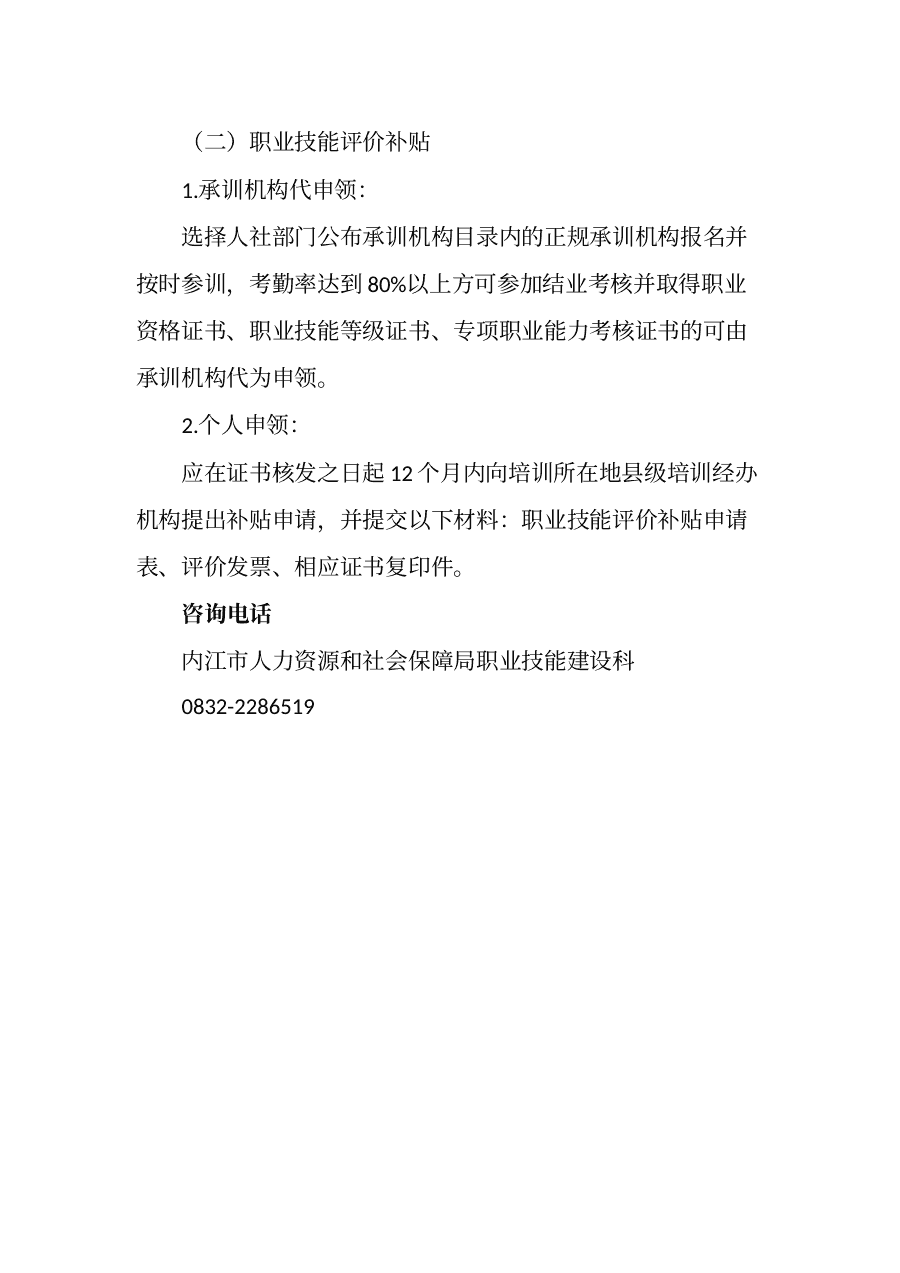 （二）职业技能评价补贴
1.承训机构代申领：
选择人社部门公布承训机构目录内的正规承训机构报名并
按时参训，考勤率达到 80%以上方可参加结业考核并取得职业
资格证书、职业技能等级证书、专项职业能力考核证书的可由
承训机构代为申领。
2.个人申领：
应在证书核发之日起 12 个月内向培训所在地县级培训经办
机构提出补贴申请，并提交以下材料：职业技能评价补贴申请
表、评价发票、相应证书复印件。
咨询电话
内江市人力资源和社会保障局职业技能建设科
0832-2286519